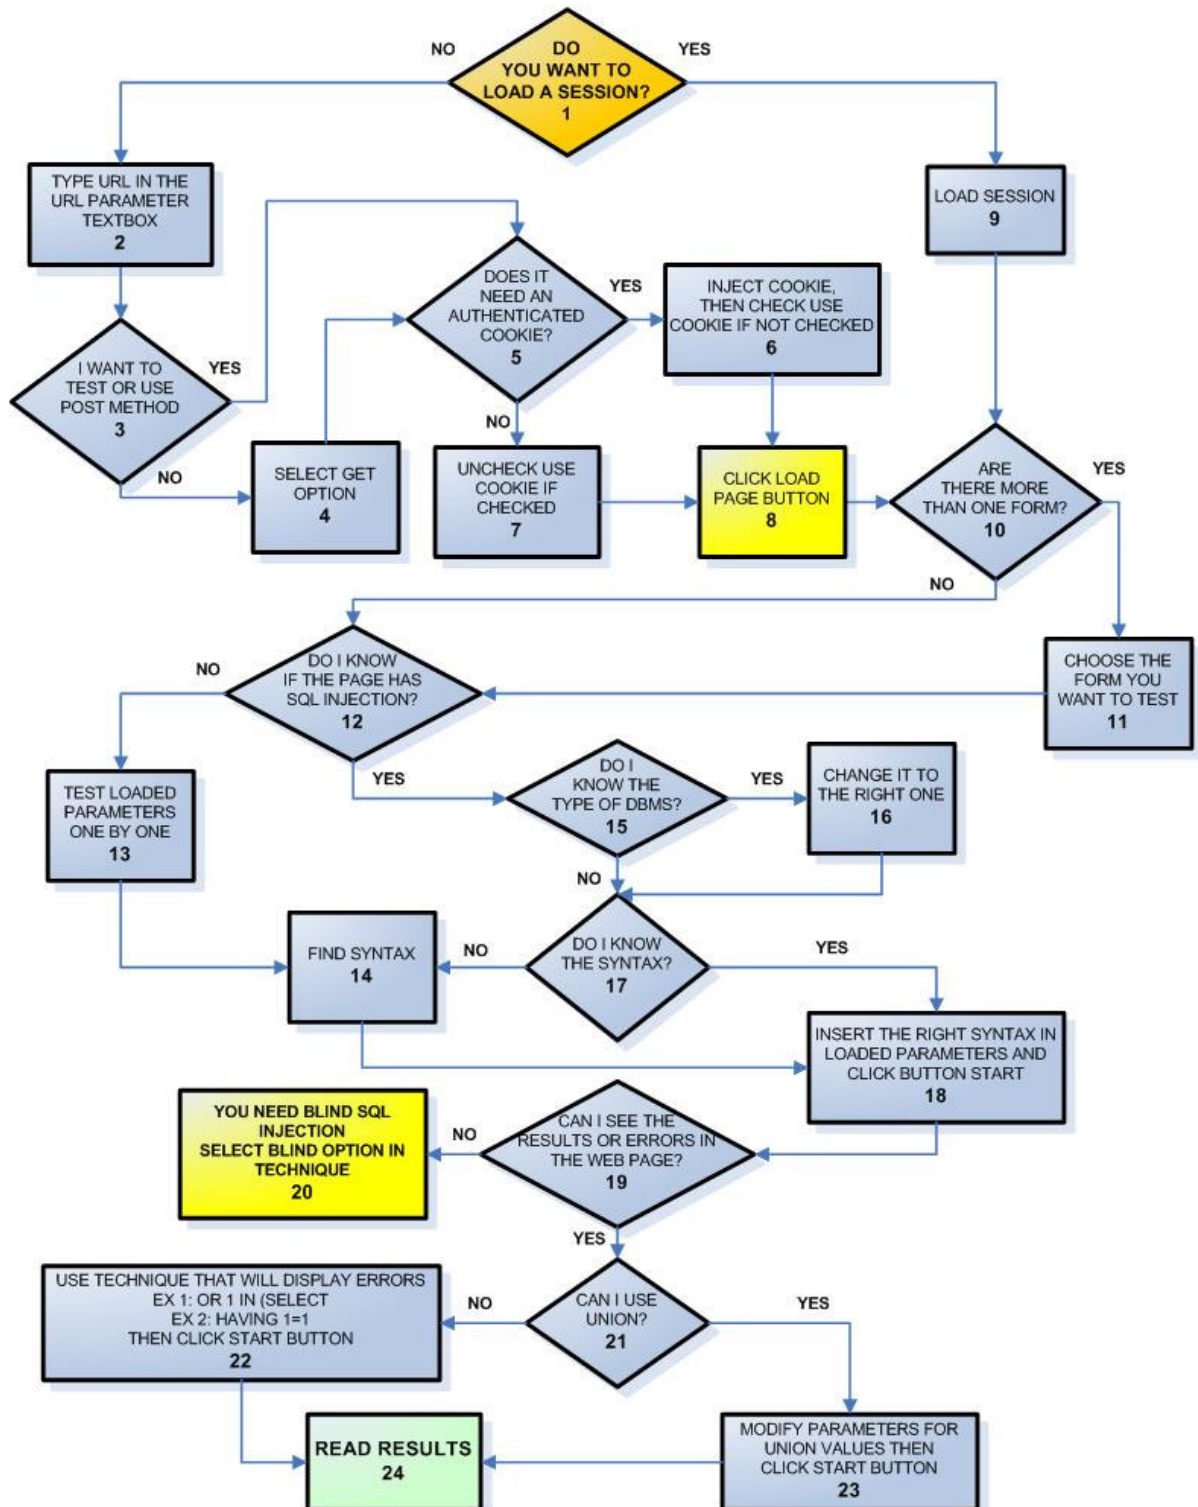 NO
YES
DO
YOU WANT TO
LOAD A SESSION?
1
TYPE URL IN THE
URL PARAMETER
TEXTBOX
2
LOAD SESSION
9
DOES IT
NEED AN
AUTHENTICATED
COOKIE?
5
YES
INJECT COOKIE,
THEN CHECK USE
COOKIE IF NOT CHECKED
6
I WANT TO
TEST OR USE
POST METHOD
3
YES
NO
SELECT GET
OPTION
4
NO
UNCHECK USE
COOKIE IF
CHECKED
7
CLICK LOAD
PAGE BUTTON
8
ARE
THERE MORE
THAN ONE FORM?
10
YES
NO
NO
DO I KNOW
IF THE PAGE HAS
SQL INJECTION?
12
CHOOSE THE
FORM YOU
WANT TO TEST
11
YES
TEST LOADED
PARAMETERS
ONE BY ONE
13
DO I
KNOW THE
TYPE OF DBMS?
15
YES
CHANGE IT TO
THE RIGHT ONE
16
NO
FIND SYNTAX
14
NO
DO I KNOW
THE SYNTAX?
17
YES
INSERT THE RIGHT SYNTAX IN
LOADED PARAMETERS AND
CLICK BUTTON START
18
YOU NEED BLIND SQL
INJECTION
SELECT BLIND OPTION IN
TECHNIQUE
20
NO
CAN I SEE THE
RESULTS OR ERRORS IN
THE WEB PAGE?
19
YES
USE TECHNIQUE THAT WILL DISPLAY ERRORS
EX 1: OR 1 IN (SELECT
EX 2: HAVING 1=1
THEN CLICK START BUTTON
22
NO
CAN I USE
UNION?
21
YES
READ RESULTS
24
MODIFY PARAMETERS FOR
UNION VALUES THEN
CLICK START BUTTON
23